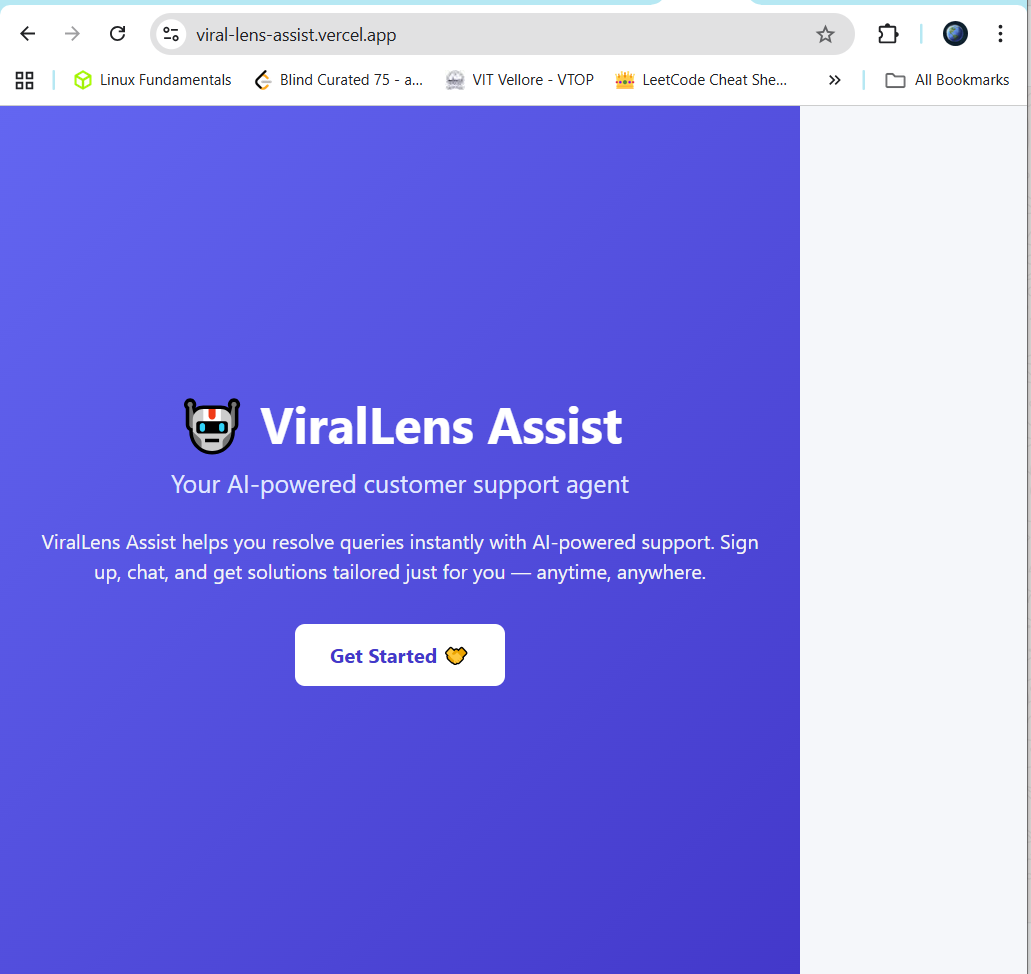 viral-lens-assist.vercel.app
Linux Fundamentals
Blind Curated 75 - a...
VIT Vellore - VTOP
LeetCode Cheat She...
All Bookmarks
ViralLens Assist
Your AI-powered customer support agent
ViralLens Assist helps you resolve queries instantly with AI-powered support. Sign
up, chat, and get solutions tailored just for you — anytime, anywhere.
Get Started